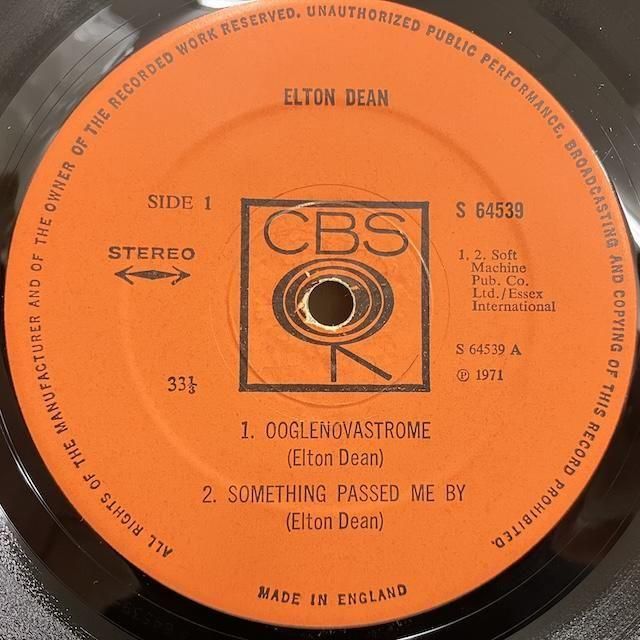 ALL RIGHTS OF THE MANUFACTURER AND OF THE OWNER OF THE RECORDED WORK RESERVED. UNAUTHORIZED PUBLIC PERFORMANCE, BROADCASTING AND COPYING OF THIS RECORD PROHIBITED.
ELTON DEAN
SIDE 1
S 64539
CBS
STEREO
1, 2. Soft
Machine
Pub. Co.
Ltd./Essex
International
S 64539 A
33⅓
℗ 1971
1. OOGLENOVASTROME
(Elton Dean)
2. SOMETHING PASSED ME BY
(Elton Dean)
MADE IN ENGLAND